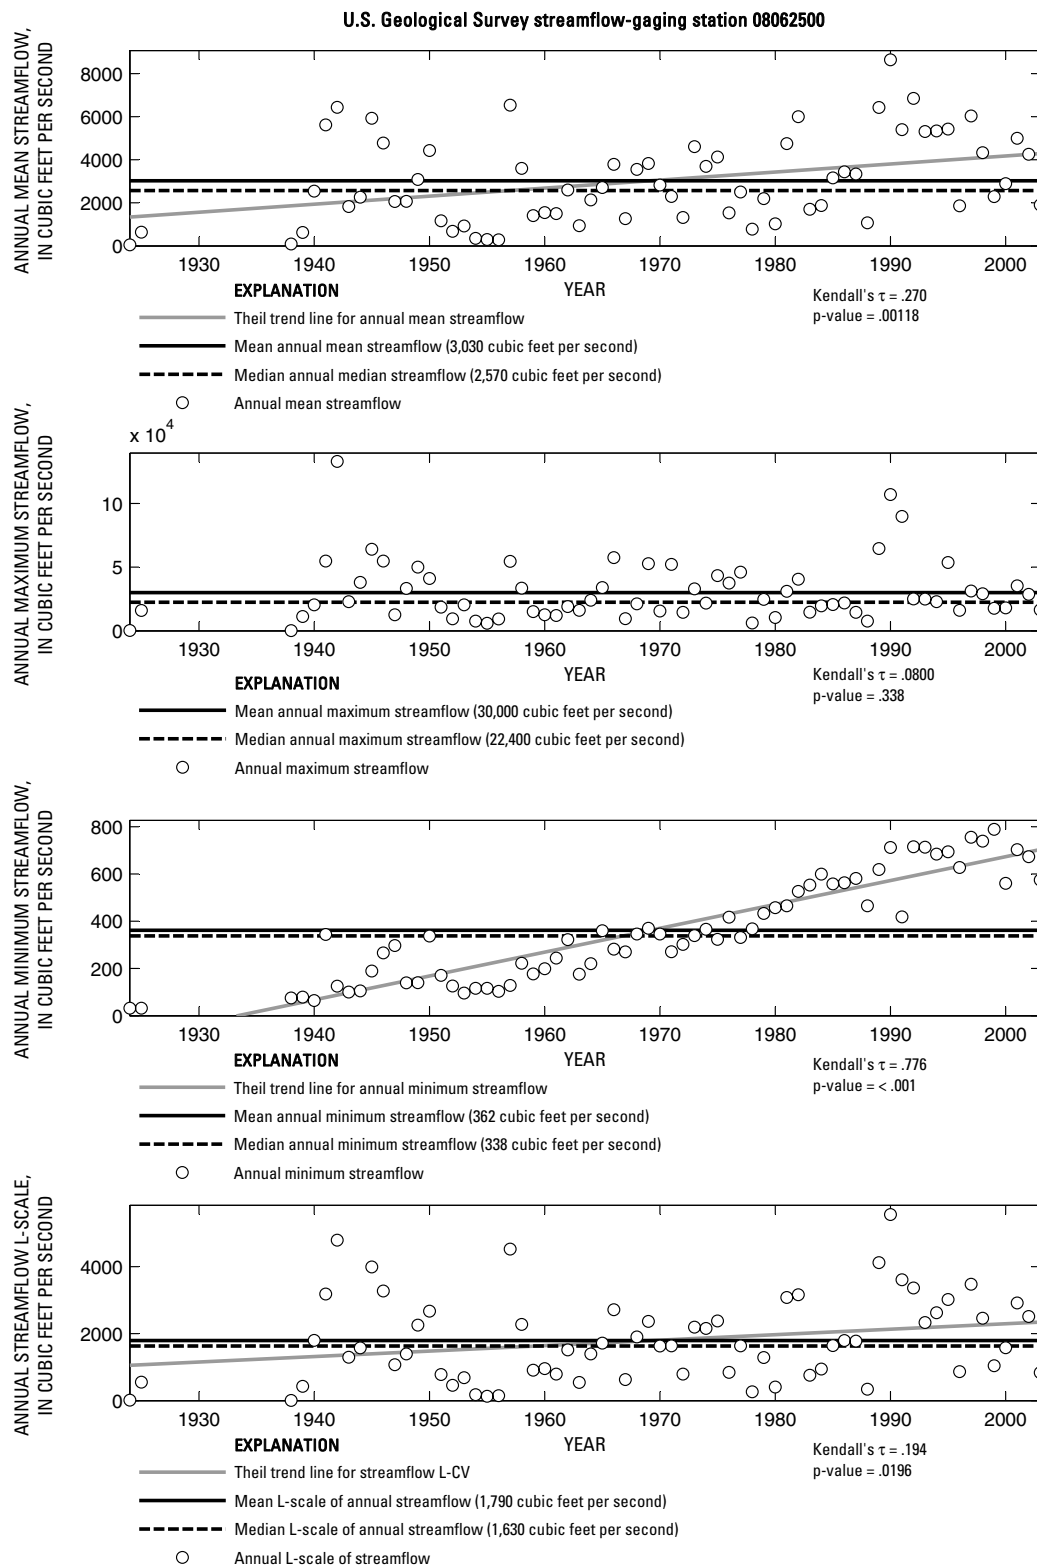 U.S. Geological Survey streamflow-gaging station 08062500
ANNUAL MEAN STREAMFLOW,
IN CUBIC FEET PER SECOND
8000
6000
4000
2000
0
1930 1940 1950 1960 1970 1980 1990 2000
YEAR
EXPLANATION
Theil trend line for annual mean streamflow
Mean annual mean streamflow (3,030 cubic feet per second)
Median annual median streamflow (2,570 cubic feet per second)
Annual mean streamflow
Kendall's τ = .270
p-value = .00118
ANNUAL MAXIMUM STREAMFLOW,
IN CUBIC FEET PER SECOND
x 10^4
10
5
0
1930 1940 1950 1960 1970 1980 1990 2000
YEAR
EXPLANATION
Mean annual maximum streamflow (30,000 cubic feet per second)
Median annual maximum streamflow (22,400 cubic feet per second)
Annual maximum streamflow
Kendall's τ = .0800
p-value = .338
ANNUAL MINIMUM STREAMFLOW,
IN CUBIC FEET PER SECOND
800
600
400
200
0
1930 1940 1950 1960 1970 1980 1990 2000
YEAR
EXPLANATION
Theil trend line for annual minimum streamflow
Mean annual minimum streamflow (362 cubic feet per second)
Median annual minimum streamflow (338 cubic feet per second)
Annual minimum streamflow
Kendall's τ = .776
p-value = < .001
ANNUAL STREAMFLOW L-SCALE,
IN CUBIC FEET PER SECOND
4000
2000
0
1930 1940 1950 1960 1970 1980 1990 2000
YEAR
EXPLANATION
Theil trend line for streamflow L-CV
Mean L-scale of annual streamflow (1,790 cubic feet per second)
Median L-scale of annual streamflow (1,630 cubic feet per second)
Annual L-scale of streamflow
Kendall's τ = .194
p-value = .0196